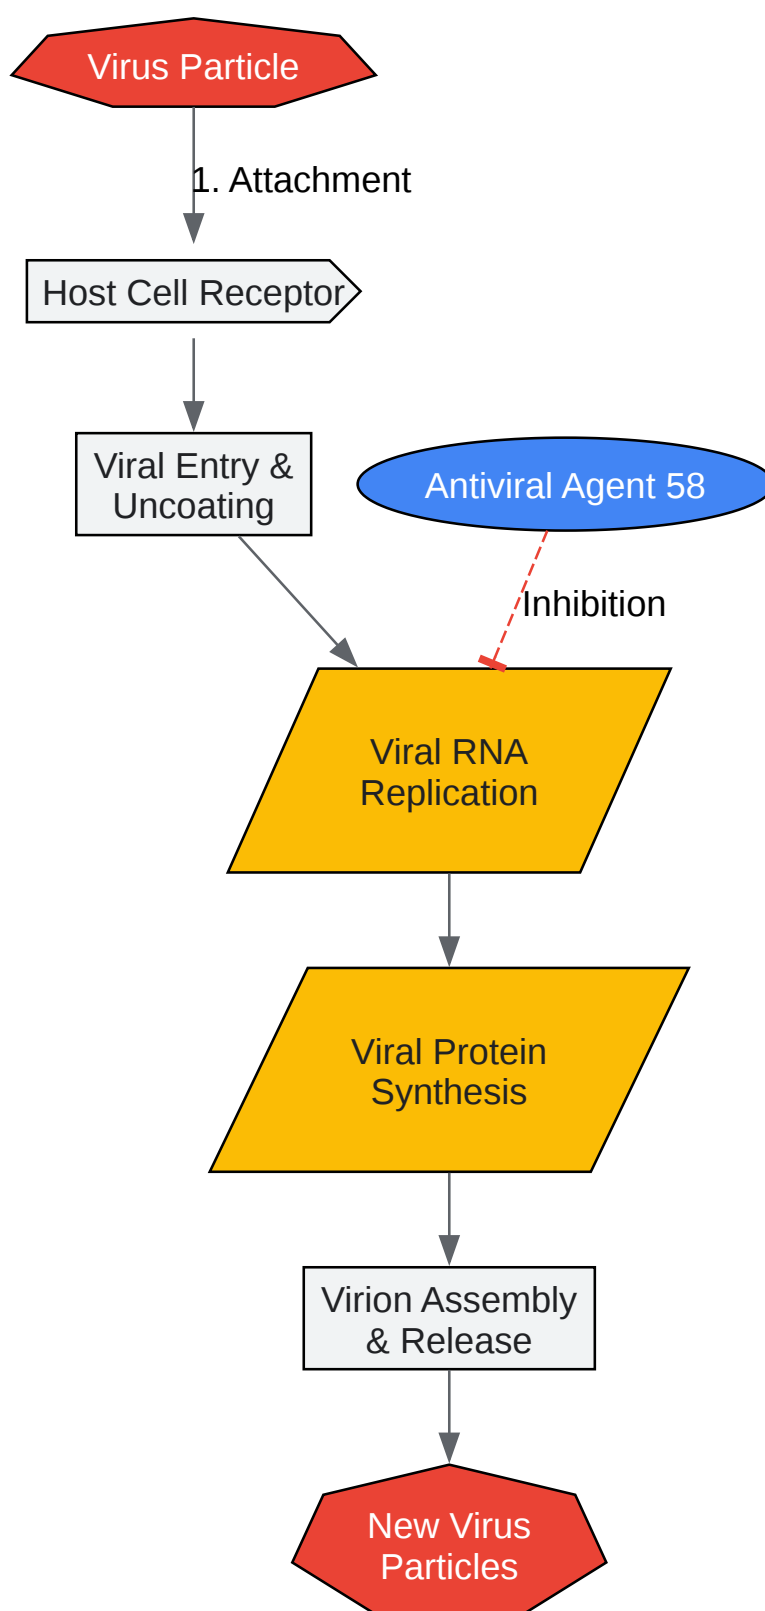 Virus Particle
1. Attachment
Host Cell Receptor
Viral Entry &
Uncoating
Antiviral Agent 58
Inhibition
Viral RNA
Replication
Viral Protein
Synthesis
Virion Assembly
& Release
New Virus
Particles